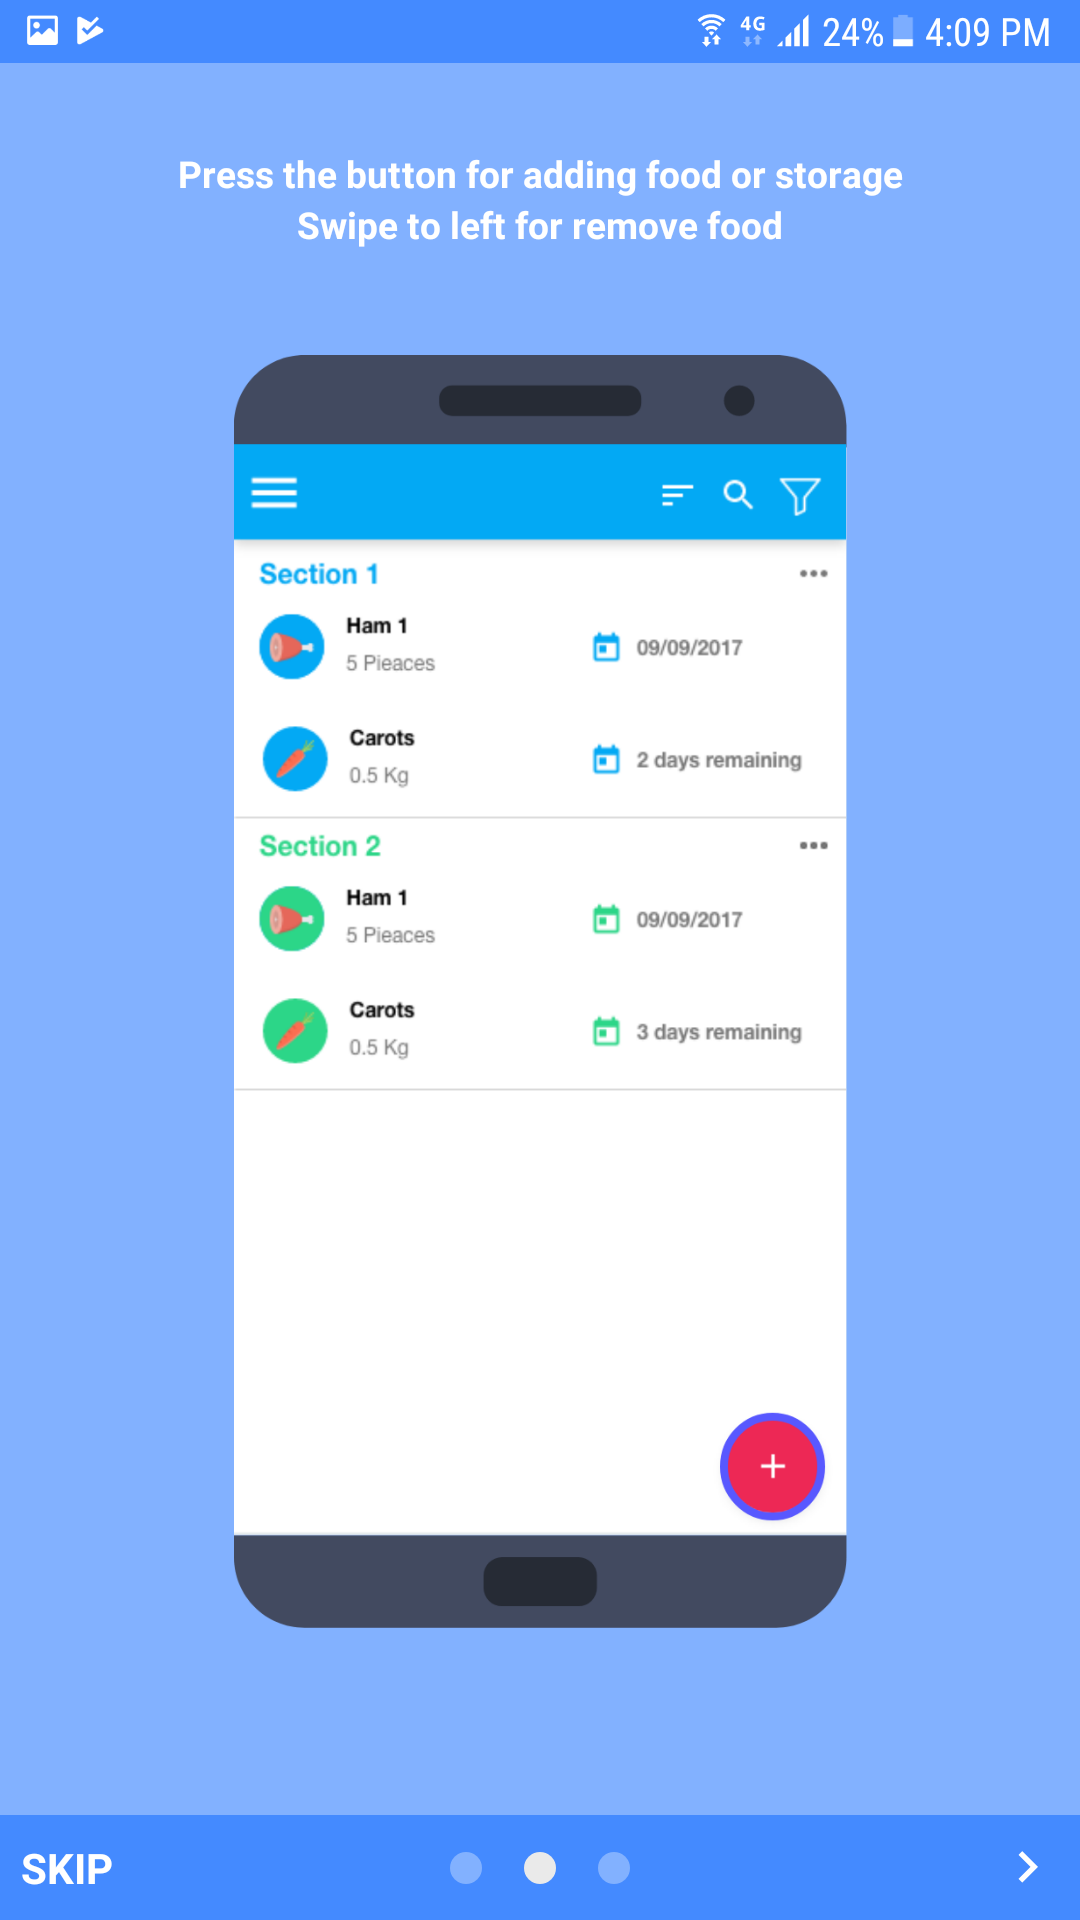 4G 24% 4:09 PM
Press the button for adding food or storage
Swipe to left for remove food
Section 1
Ham 1
5 Pieaces
09/09/2017
Carots
0.5 Kg
2 days remaining
Section 2
Ham 1
5 Pieaces
09/09/2017
Carots
0.5 Kg
3 days remaining
SKIP